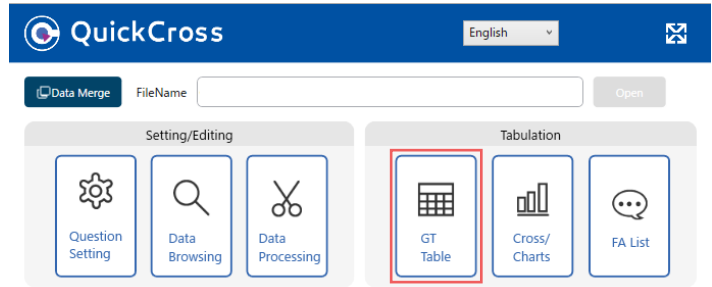 QuickCross
English
Data Merge
FileName
Open
Setting/Editing
Tabulation
Question
Setting
Data
Browsing
Data
Processing
GT
Table
Cross/
Charts
FA List